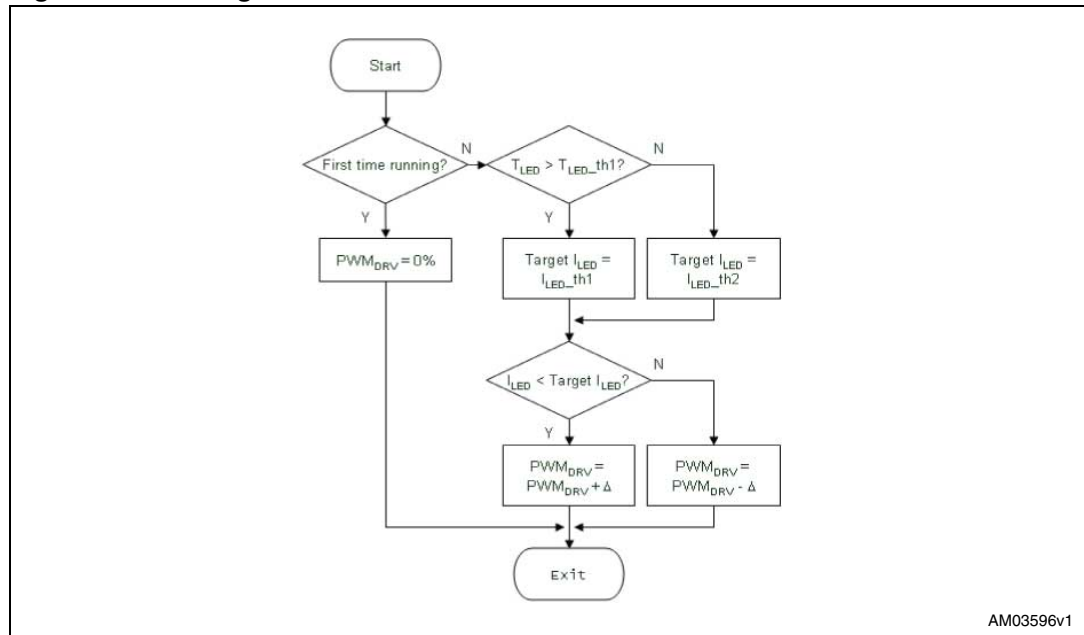 Start
First time running?
N
T_LED > T_LED_th1?
N
Y
Y
PWM_DRV = 0%
Target I_LED =
I_LED_th1
Target I_LED =
I_LED_th2
I_LED < Target I_LED?
N
Y
PWM_DRV =
PWM_DRV + Δ
PWM_DRV =
PWM_DRV - Δ
Exit
AM03596v1